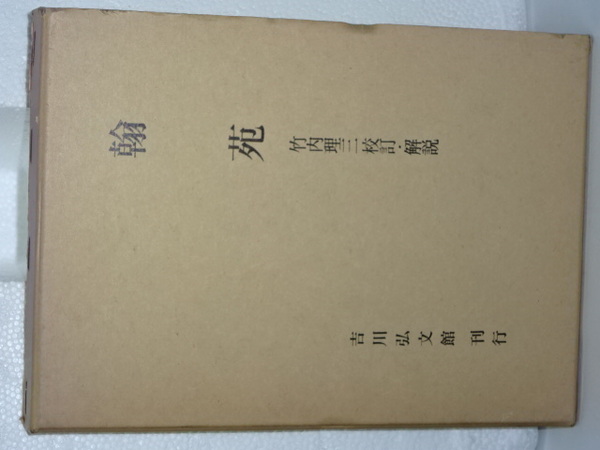 翰苑
竹内理三校訂・解説
吉川弘文館刊行